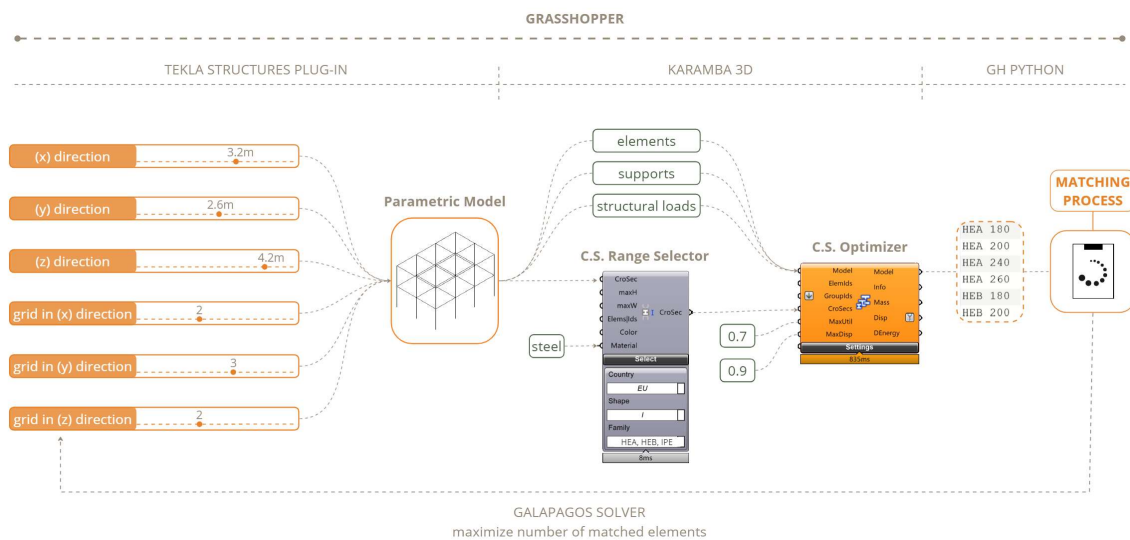 GRASSHOPPER
TEKLA STRUCTURES PLUG-IN
KARAMBA 3D
GH PYTHON
(x) direction
3.2m
(y) direction
2.6m
(z) direction
4.2m
grid in (x) direction
2
grid in (y) direction
3
grid in (z) direction
2
Parametric Model
elements
supports
structural loads
steel
C.S. Range Selector
CroSec
maxH
maxW
Elems|Ids
Color
Material
CroSec
Select
Country
EU
Shape
I
Family
HEA, HEB, IPE
8ms
0.7
0.9
C.S. Optimizer
Model
ElemIds
GroupIds
CroSecs
MaxUtil
MaxDisp
Model
Info
Mass
Disp
DEnergy
Settings
835ms
HEA 180
HEA 200
HEA 240
HEA 260
HEB 180
HEB 200
MATCHING
PROCESS
GALAPAGOS SOLVER
maximize number of matched elements